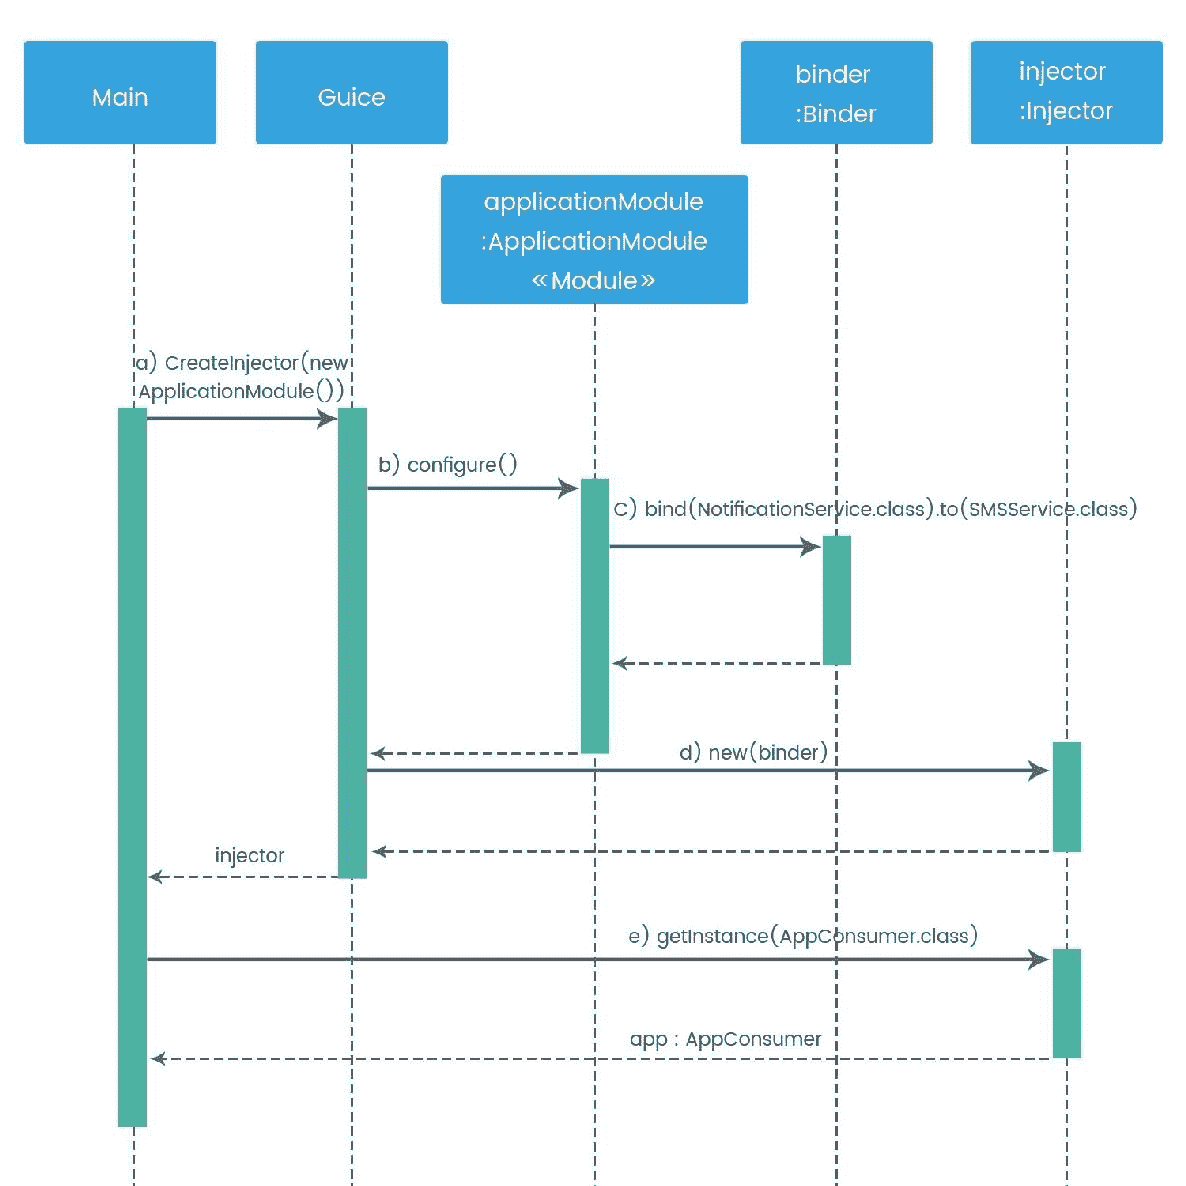 Main
Guice
binder
:Binder
injector
:Injector
applicationModule
:ApplicationModule
«Module»
a) CreateInjector(new
ApplicationModule())
b) configure()
C) bind(NotificationService.class).to(SMSService.class)
d) new(binder)
injector
e) getInstance(AppConsumer.class)
app : AppConsumer